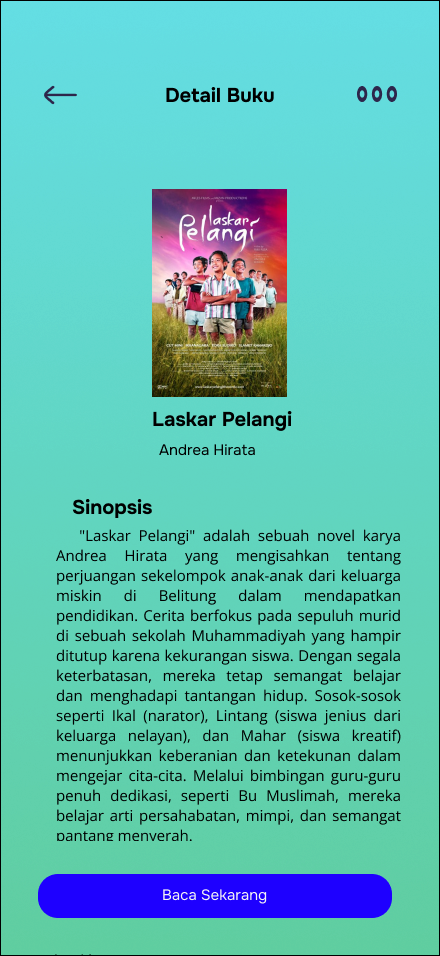 Detail Buku
laskar
Pelangi
Laskar Pelangi
Andrea Hirata
Sinopsis
"Laskar Pelangi" adalah sebuah novel karya
Andrea Hirata yang mengisahkan tentang
perjuangan sekelompok anak-anak dari keluarga
miskin di Belitung dalam mendapatkan
pendidikan. Cerita berfokus pada sepuluh murid
di sebuah sekolah Muhammadiyah yang hampir
ditutup karena kekurangan siswa. Dengan segala
keterbatasan, mereka tetap semangat belajar
dan menghadapi tantangan hidup. Sosok-sosok
seperti Ikal (narator), Lintang (siswa jenius dari
keluarga nelayan), dan Mahar (siswa kreatif)
menunjukkan keberanian dan ketekunan dalam
mengejar cita-cita. Melalui bimbingan guru-guru
penuh dedikasi, seperti Bu Muslimah, mereka
belajar arti persahabatan, mimpi, dan semangat
pantang menyerah.
Baca Sekarang